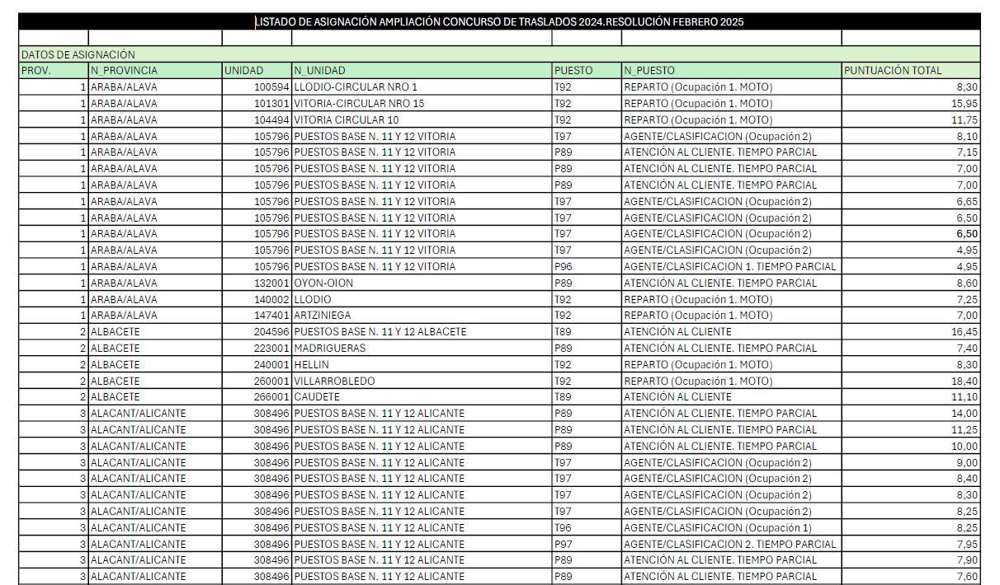 LISTADO DE ASIGNACIÓN AMPLIACIÓN CONCURSO DE TRASLADOS 2024.RESOLUCIÓN FEBRERO 2025
DATOS DE ASIGNACIÓN
PROV. N_PROVINCIA UNIDAD N_UNIDAD PUESTO N_PUESTO PUNTUACIÓN TOTAL
1 ARABA/ALAVA 100594 LLODIO-CIRCULAR NRO 1 T92 REPARTO (Ocupación 1. MOTO) 8,30
1 ARABA/ALAVA 101301 VITORIA-CIRCULAR NRO 15 T92 REPARTO (Ocupación 1. MOTO) 15,95
1 ARABA/ALAVA 104494 VITORIA CIRCULAR 10 T92 REPARTO (Ocupación 1. MOTO) 11,75
1 ARABA/ALAVA 105796 PUESTOS BASE N. 11 Y 12 VITORIA T97 AGENTE/CLASIFICACION (Ocupación 2) 8,10
1 ARABA/ALAVA 105796 PUESTOS BASE N. 11 Y 12 VITORIA P89 ATENCIÓN AL CLIENTE. TIEMPO PARCIAL 7,15
1 ARABA/ALAVA 105796 PUESTOS BASE N. 11 Y 12 VITORIA P89 ATENCIÓN AL CLIENTE. TIEMPO PARCIAL 7,00
1 ARABA/ALAVA 105796 PUESTOS BASE N. 11 Y 12 VITORIA P89 ATENCIÓN AL CLIENTE. TIEMPO PARCIAL 7,00
1 ARABA/ALAVA 105796 PUESTOS BASE N. 11 Y 12 VITORIA T97 AGENTE/CLASIFICACION (Ocupación 2) 6,65
1 ARABA/ALAVA 105796 PUESTOS BASE N. 11 Y 12 VITORIA T97 AGENTE/CLASIFICACION (Ocupación 2) 6,50
1 ARABA/ALAVA 105796 PUESTOS BASE N. 11 Y 12 VITORIA T97 AGENTE/CLASIFICACION (Ocupación 2) 6,50
1 ARABA/ALAVA 105796 PUESTOS BASE N. 11 Y 12 VITORIA T97 AGENTE/CLASIFICACION (Ocupación 2) 4,95
1 ARABA/ALAVA 105796 PUESTOS BASE N. 11 Y 12 VITORIA P96 AGENTE/CLASIFICACION 1. TIEMPO PARCIAL 4,95
1 ARABA/ALAVA 132001 OYON-OION P89 ATENCIÓN AL CLIENTE. TIEMPO PARCIAL 8,60
1 ARABA/ALAVA 140002 LLODIO T92 REPARTO (Ocupación 1. MOTO) 7,25
1 ARABA/ALAVA 147401 ARTZINIEGA T92 REPARTO (Ocupación 1. MOTO) 7,00
2 ALBACETE 204596 PUESTOS BASE N. 11 Y 12 ALBACETE T89 ATENCIÓN AL CLIENTE 16,45
2 ALBACETE 223001 MADRIGUERAS P89 ATENCIÓN AL CLIENTE. TIEMPO PARCIAL 7,40
2 ALBACETE 240001 HELLIN T92 REPARTO (Ocupación 1. MOTO) 8,30
2 ALBACETE 260001 VILLARROBLEDO T92 REPARTO (Ocupación 1. MOTO) 18,40
2 ALBACETE 266001 CAUDETE T89 ATENCIÓN AL CLIENTE 11,10
3 ALACANT/ALICANTE 308496 PUESTOS BASE N. 11 Y 12 ALICANTE P89 ATENCIÓN AL CLIENTE. TIEMPO PARCIAL 14,00
3 ALACANT/ALICANTE 308496 PUESTOS BASE N. 11 Y 12 ALICANTE P89 ATENCIÓN AL CLIENTE. TIEMPO PARCIAL 11,25
3 ALACANT/ALICANTE 308496 PUESTOS BASE N. 11 Y 12 ALICANTE P89 ATENCIÓN AL CLIENTE. TIEMPO PARCIAL 10,00
3 ALACANT/ALICANTE 308496 PUESTOS BASE N. 11 Y 12 ALICANTE T97 AGENTE/CLASIFICACION (Ocupación 2) 9,00
3 ALACANT/ALICANTE 308496 PUESTOS BASE N. 11 Y 12 ALICANTE T97 AGENTE/CLASIFICACION (Ocupación 2) 8,40
3 ALACANT/ALICANTE 308496 PUESTOS BASE N. 11 Y 12 ALICANTE T97 AGENTE/CLASIFICACION (Ocupación 2) 8,30
3 ALACANT/ALICANTE 308496 PUESTOS BASE N. 11 Y 12 ALICANTE T97 AGENTE/CLASIFICACION (Ocupación 2) 8,25
3 ALACANT/ALICANTE 308496 PUESTOS BASE N. 11 Y 12 ALICANTE T96 AGENTE/CLASIFICACION (Ocupación 1) 8,25
3 ALACANT/ALICANTE 308496 PUESTOS BASE N. 11 Y 12 ALICANTE P97 AGENTE/CLASIFICACION 2. TIEMPO PARCIAL 7,95
3 ALACANT/ALICANTE 308496 PUESTOS BASE N. 11 Y 12 ALICANTE P89 ATENCIÓN AL CLIENTE. TIEMPO PARCIAL 7,90
3 ALACANT/ALICANTE 308496 PUESTOS BASE N. 11 Y 12 ALICANTE P89 ATENCIÓN AL CLIENTE. TIEMPO PARCIAL 7,60